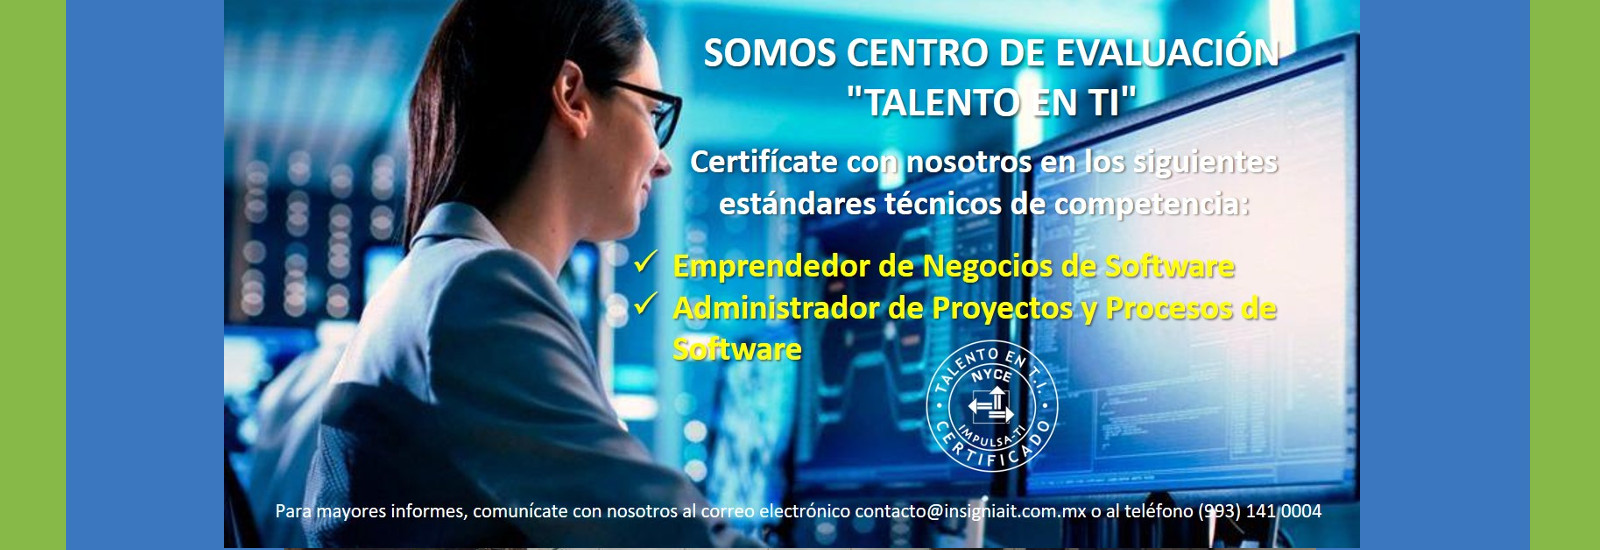 SOMOS CENTRO DE EVALUACIÓN
"TALENTO EN TI"
Certifícate con nosotros en los siguientes
estándares técnicos de competencia:
✓ Emprendedor de Negocios de Software
✓ Administrador de Proyectos y Procesos de
Software
• TALENTO EN T.I. •
NYCE
IMPULSA-TI
CERTIFICADO
Para mayores informes, comunícate con nosotros al correo electrónico contacto@insigniait.com.mx o al teléfono (993) 141 0004